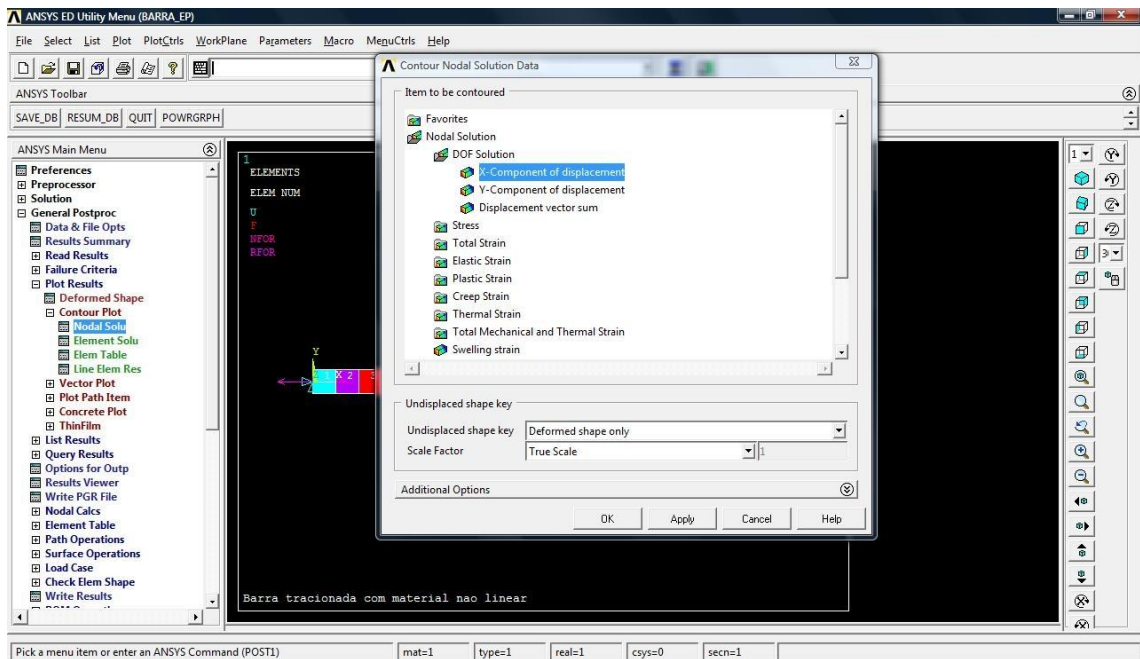 ANSYS ED Utility Menu (BARRA_EP)
File Select List Plot PlotCtrls WorkPlane Parameters Macro MenuCtrls Help
ANSYS Toolbar
SAVE_DB RESUM_DB QUIT POWRGRPH
ANSYS Main Menu
Preferences
Preprocessor
Solution
General Postproc
Data & File Opts
Results Summary
Read Results
Failure Criteria
Plot Results
Deformed Shape
Contour Plot
Nodal Solu
Element Solu
Elem Table
Line Elem Res
Vector Plot
Plot Path Item
Concrete Plot
ThinFilm
List Results
Query Results
Options for Outp
Results Viewer
Write PGR File
Nodal Calcs
Element Table
Path Operations
Surface Operations
Load Case
Check Elem Shape
Write Results
1
ELEMENTS
ELEM NUM
U
F
NFOR
RFOR
Y
1 X 2
Barra tracionada com material nao linear
Contour Nodal Solution Data
Item to be contoured
Favorites
Nodal Solution
DOF Solution
X-Component of displacement
Y-Component of displacement
Displacement vector sum
Stress
Total Strain
Elastic Strain
Plastic Strain
Creep Strain
Thermal Strain
Total Mechanical and Thermal Strain
Swelling strain
Undisplaced shape key
Undisplaced shape key Deformed shape only
Scale Factor True Scale 1
Additional Options
OK Apply Cancel Help
1
Pick a menu item or enter an ANSYS Command (POST1) mat=1 type=1 real=1 csys=0 secn=1